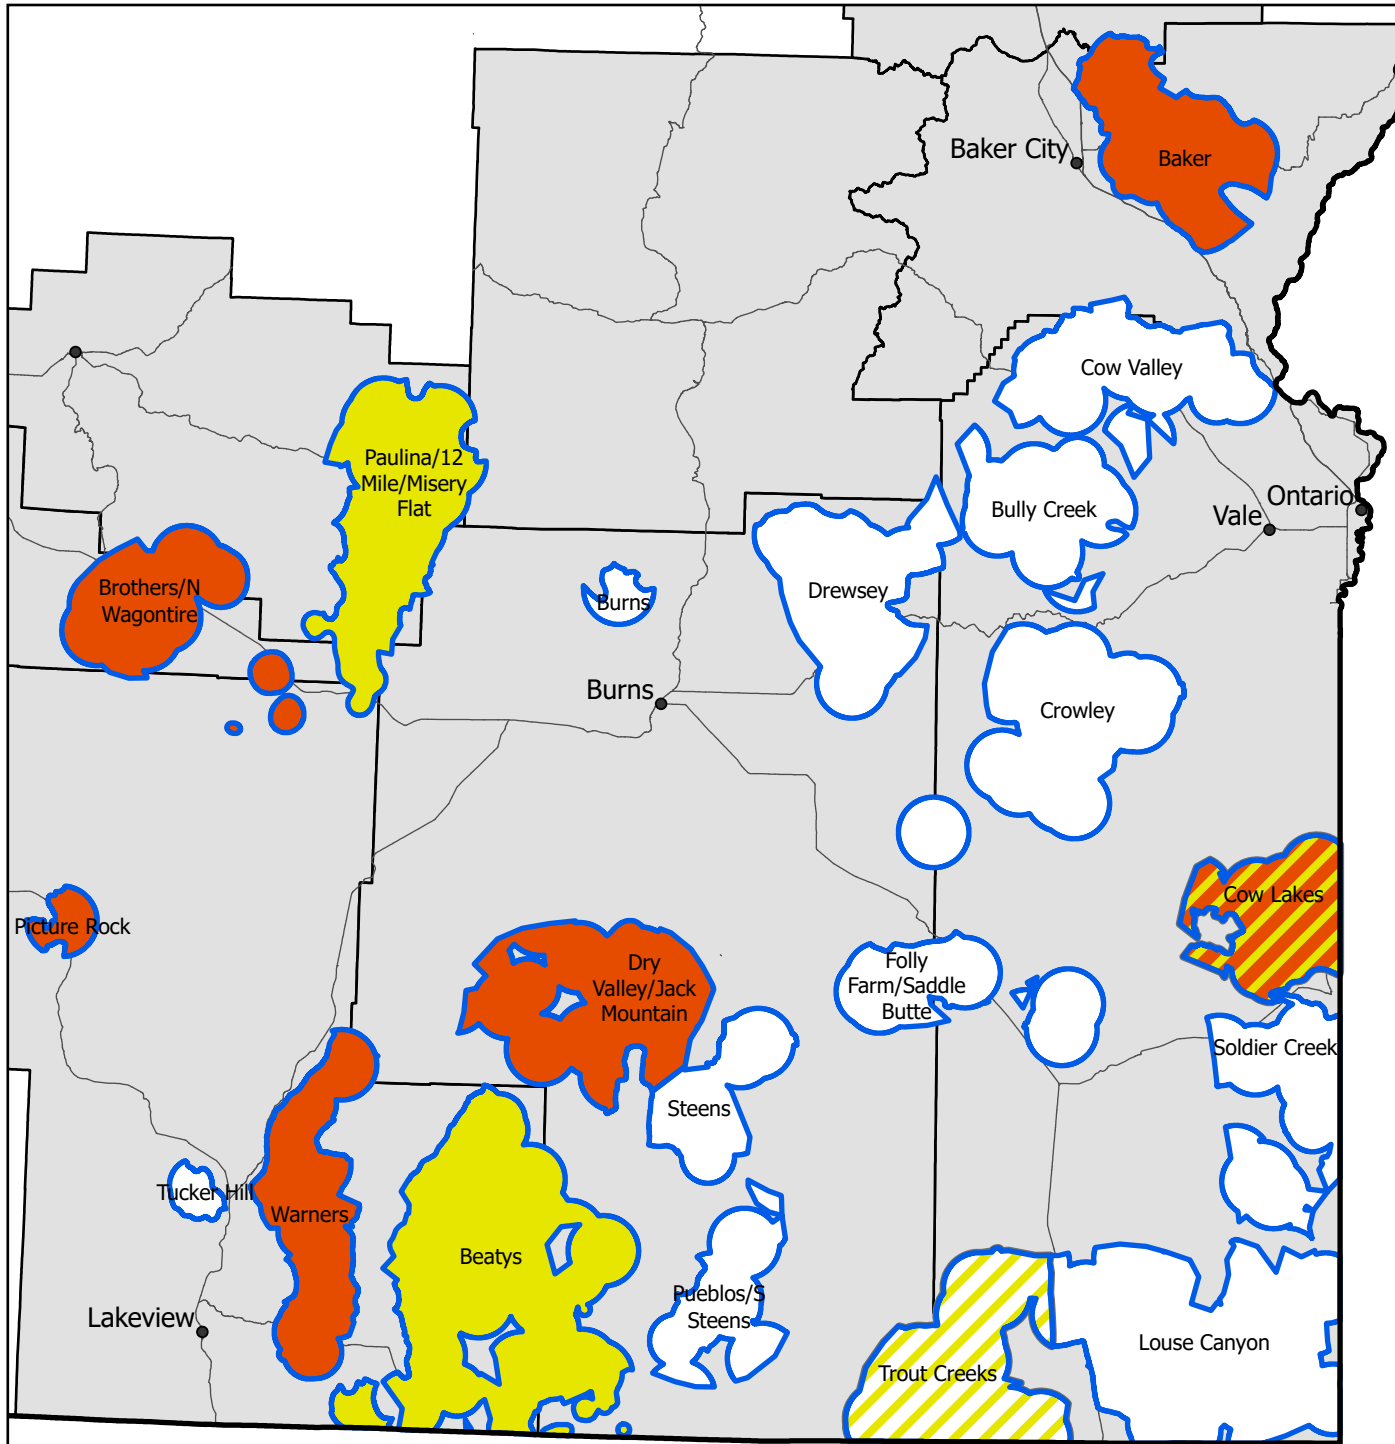 Baker City
Baker
Cow Valley
Paulina/12
Mile/Misery
Flat
Bully Creek
Ontario
Vale
Brothers/N
Wagontire
Burns
Drewsey
Burns
Crowley
Cow Lakes
Picture Rock
Dry
Valley/Jack
Mountain
Folly
Farm/Saddle
Butte
Soldier Creek
Steens
Tucker Hill
Warners
Beatys
Pueblos/S
Steens
Lakeview
Louse Canyon
Trout Creeks